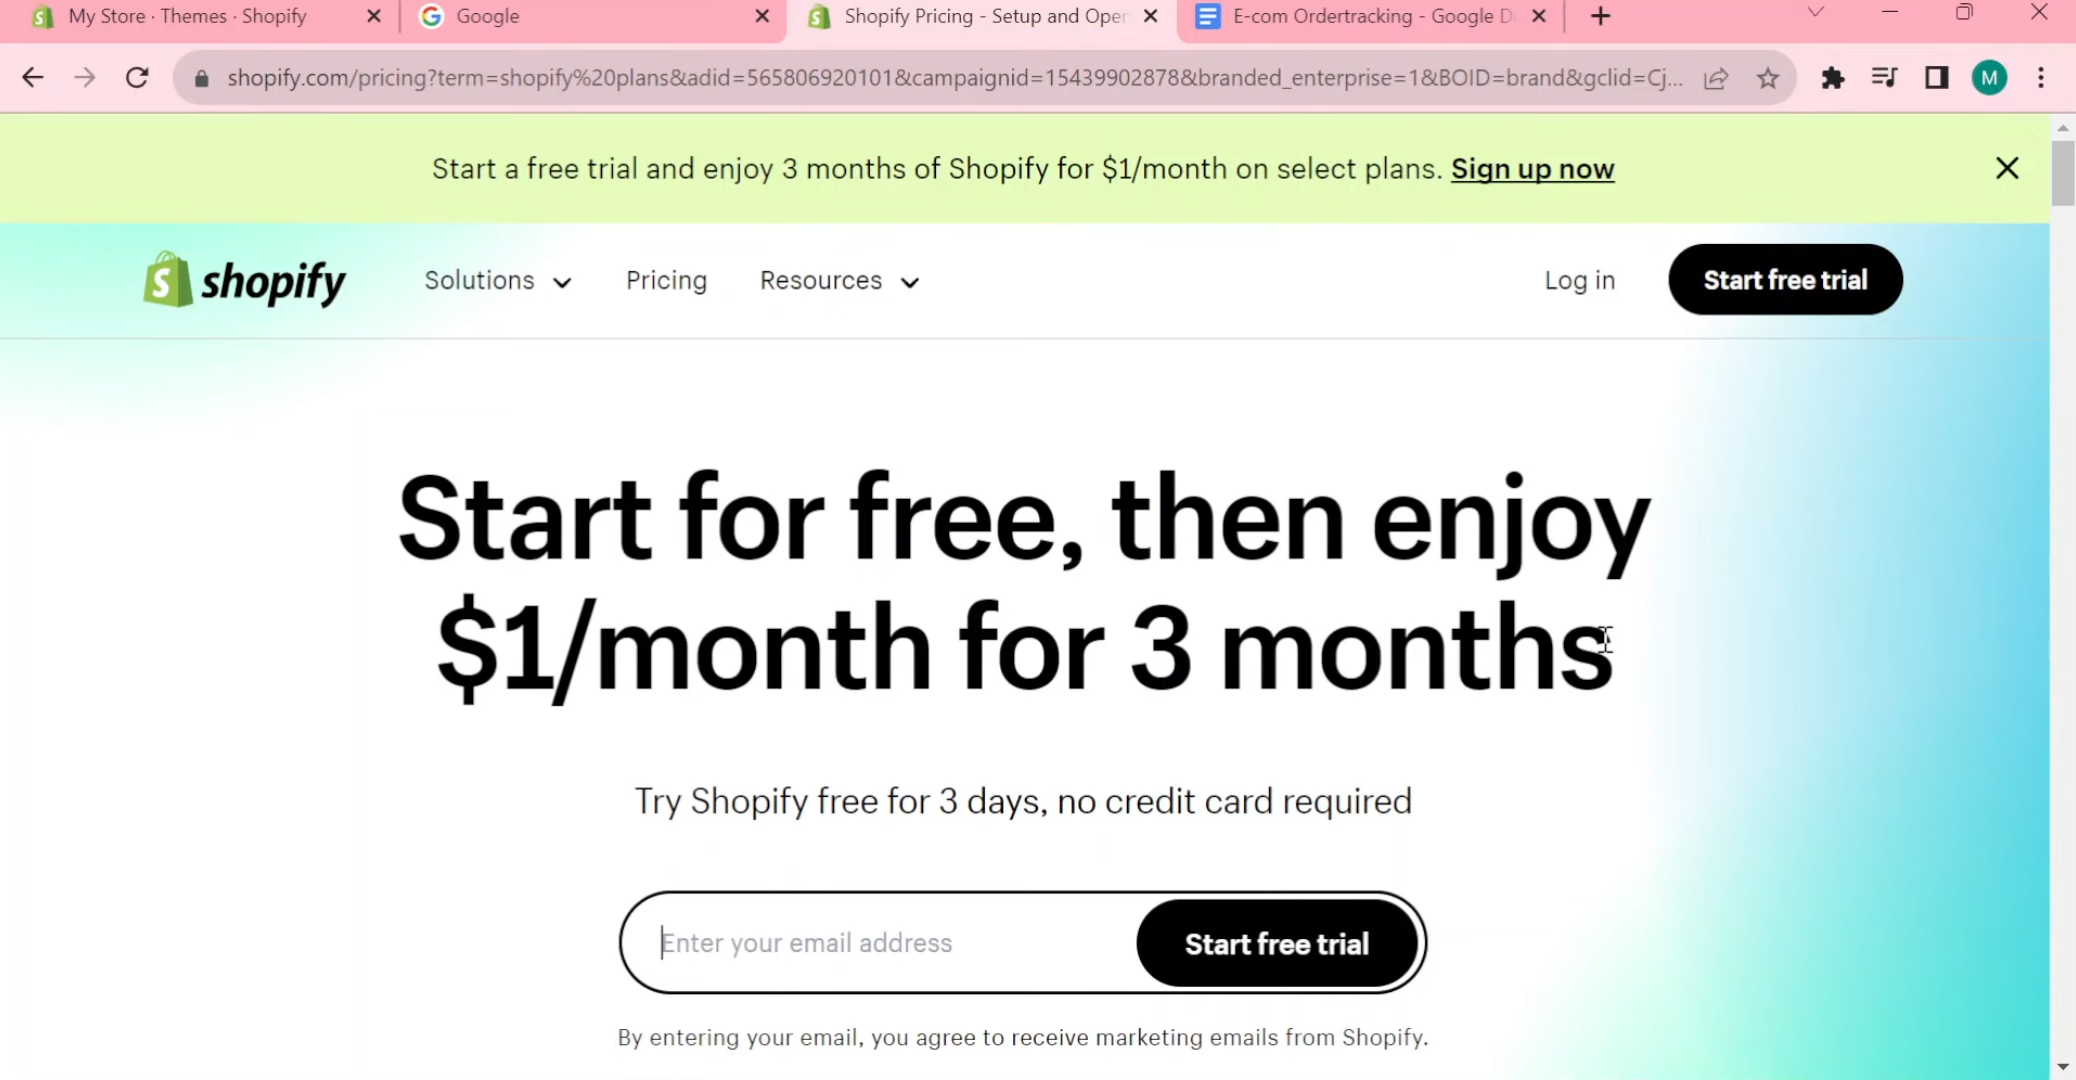 My Store · Themes · Shopify
Google
Shopify Pricing - Setup and Oper
E-com Ordertracking - Google D
shopify.com/pricing?term=shopify%20plans&adid=565806920101&campaignid=15439902878&branded_enterprise=1&BOID=brand&gclid=Cj...
M
Start a free trial and enjoy 3 months of Shopify for $1/month on select plans. Sign up now
shopify
Solutions
Pricing
Resources
Log in
Start free trial
Start for free, then enjoy
$1/month for 3 months
Try Shopify free for 3 days, no credit card required
Enter your email address
Start free trial
By entering your email, you agree to receive marketing emails from Shopify.